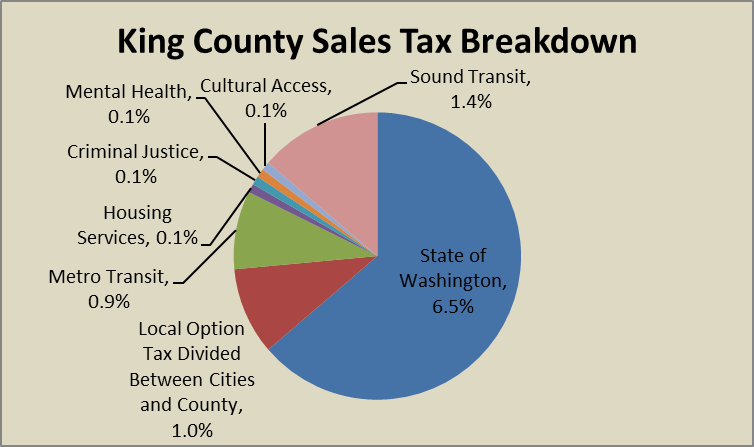 King County Sales Tax Breakdown
Sound Transit,
1.4%
Cultural Access,
0.1%
Mental Health,
0.1%
Criminal Justice,
0.1%
Housing
Services, 0.1%
Metro Transit,
0.9%
Local Option
Tax Divided
Between Cities
and County,
1.0%
State of
Washington,
6.5%